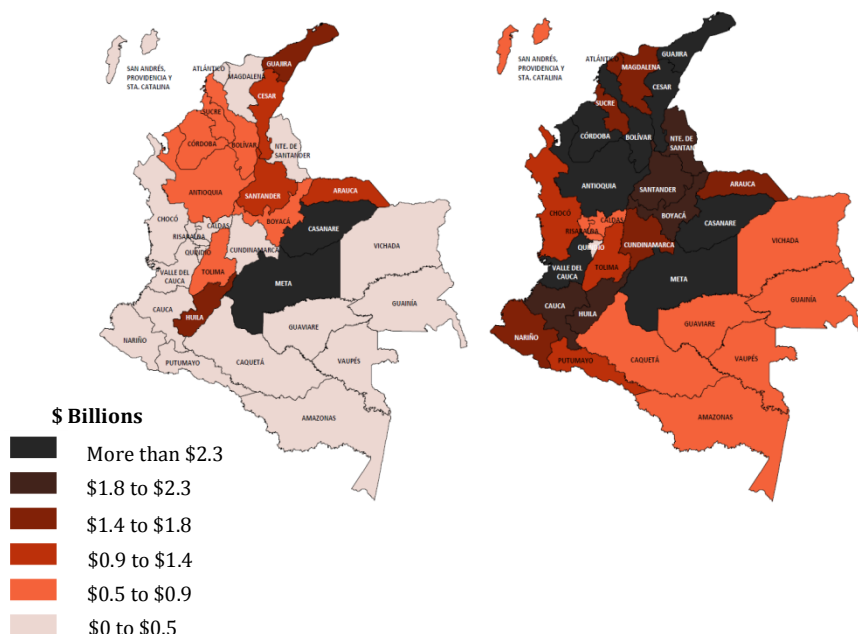 SAN ANDRÉS,
PROVIDENCIA Y
STA. CATALINA
ATLÁNTICO
MAGDALENA
GUAJIRA
CESAR
SUCRE
CÓRDOBA
BOLÍVAR
NTE. DE
SANTANDER
ANTIOQUIA
SANTANDER
ARAUCA
CHOCÓ
BOYACÁ
CASANARE
CALDAS
RISARALDA
CUNDINAMARCA
VICHADA
QUINDÍO
VALLE DEL
CAUCA
TOLIMA
META
GUAINÍA
CAUCA
HUILA
GUAVIARE
NARIÑO
PUTUMAYO
CAQUETÁ
VAUPÉS
AMAZONAS
SAN ANDRÉS,
PROVIDENCIA Y
STA. CATALINA
ATLÁNTICO
MAGDALENA
GUAJIRA
CESAR
SUCRE
CÓRDOBA
BOLÍVAR
NTE. DE
SANTAN
ANTIOQUIA
SANTANDER
ARAUCA
CHOCÓ
BOYACÁ
CASANARE
CALDAS
RISARALDA
CUNDINAMARCA
VICHADA
QUINDÍO
VALLE DEL
CAUCA
TOLIMA
META
GUAINÍA
CAUCA
HUILA
GUAVIARE
NARIÑO
PUTUMAYO
CAQUETÁ
VAUPÉS
AMAZONAS
$ Billions
More than $2.3
$1.8 to $2.3
$1.4 to $1.8
$0.9 to $1.4
$0.5 to $0.9
$0 to $0.5